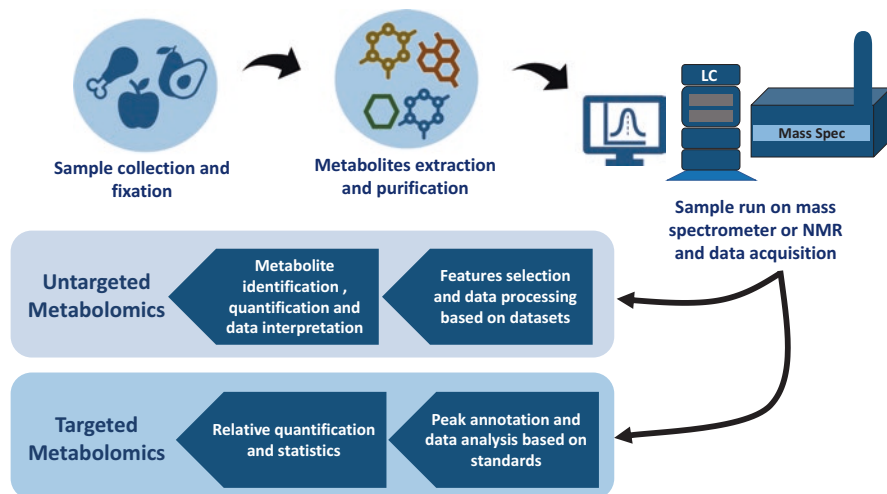 LC
Mass Spec
Sample collection and
fixation
Metabolites extraction
and purification
Sample run on mass
spectrometer or NMR
and data acquisition
Untargeted
Metabolomics
Metabolite
identification ,
quantification and
data interpretation
Features selection
and data processing
based on datasets
Targeted
Metabolomics
Relative quantification
and statistics
Peak annotation and
data analysis based on
standards